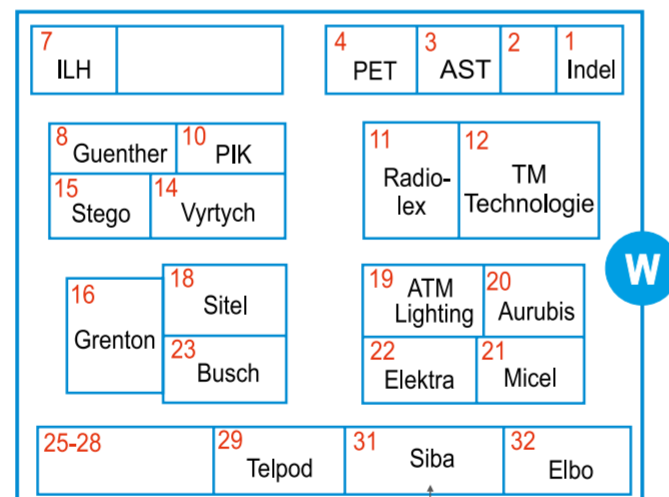 7
ILH
4
PET
3
AST
2
1
Indel
8
Guenther
10
PIK
15
Stego
14
Vyrtych
11
Radio-
lex
12
TM
Technologie
W
16
Grenton
18
Sitel
23
Busch
19
ATM
Lighting
20
Aurubis
22
Elektra
21
Micel
25-28
29
Telpod
31
Siba
32
Elbo